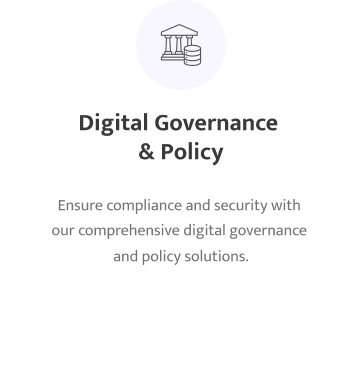 Digital Governance
& Policy
Ensure compliance and security with
our comprehensive digital governance
and policy solutions.